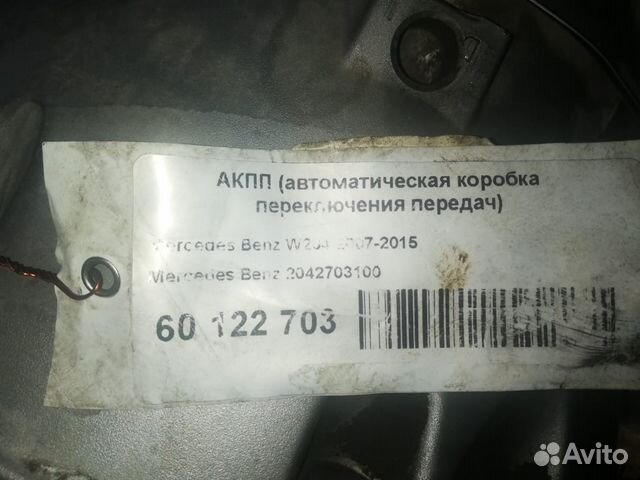 АКПП (автоматическая коробка
переключения передач)
Mercedes Benz W204 2007-2015
Mercedes Benz 2042703100
60 122 703
Avito